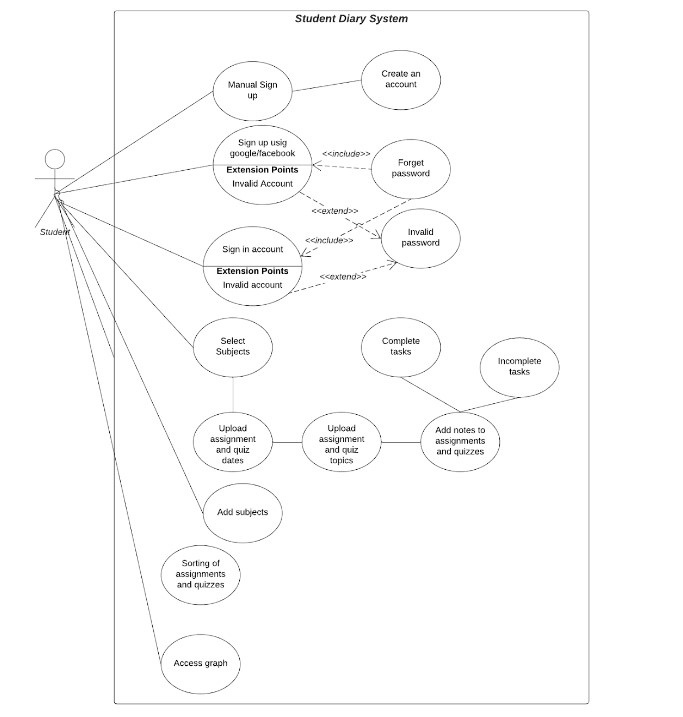 Student Diary System
Manual Sign
up
Create an
account
Sign up usig
google/facebook
Extension Points
Invalid Account
<<include>>
Forget
password
<<extend>>
Student
Invalid
password
<<include>>
Sign in account
Extension Points
Invalid account
<<extend>>
Select
Subjects
Complete
tasks
Incomplete
tasks
Upload
assignment
and quiz
dates
Upload
assignment
and quiz
topics
Add notes to
assignments
and quizzes
Add subjects
Sorting of
assignments
and quizzes
Access graph